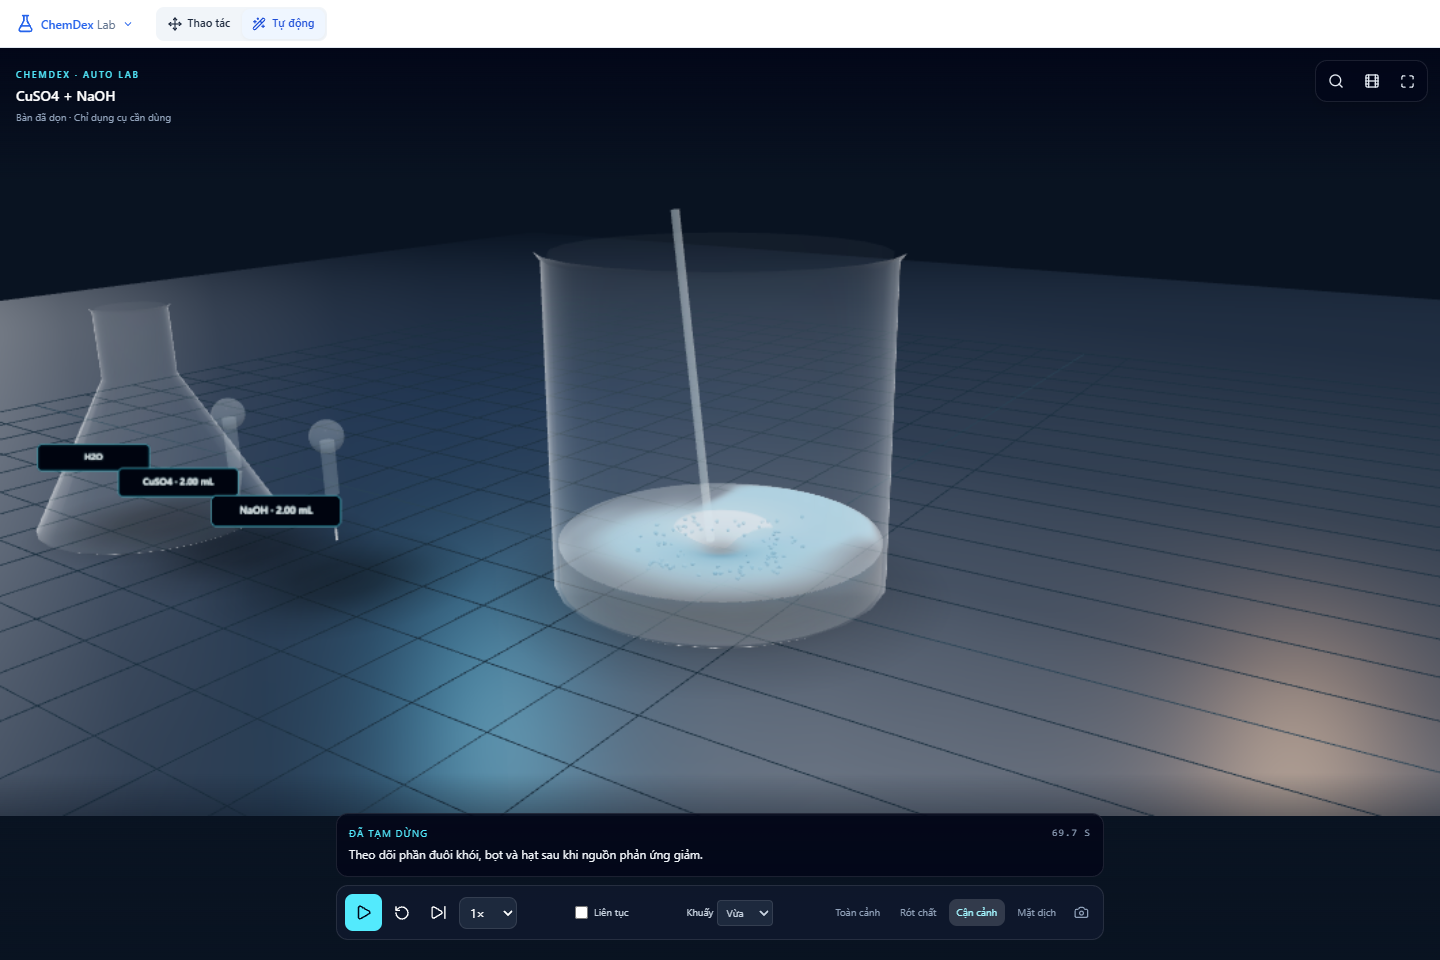 ChemDex Lab
Thao tác
Tự động
CHEMDEX · AUTO LAB
CuSO4 + NaOH
Bàn đã dọn · Chỉ dụng cụ cần dùng
H2O
CuSO4 · 2.00 mL
NaOH · 2.00 mL
ĐÃ TẠM DỪNG
69.7 S
Theo dõi phần đuôi khói, bọt và hạt sau khi nguồn phản ứng giảm.
1×
Liên tục
Khuấy
Vừa
Toàn cảnh
Rót chất
Cận cảnh
Mặt dịch